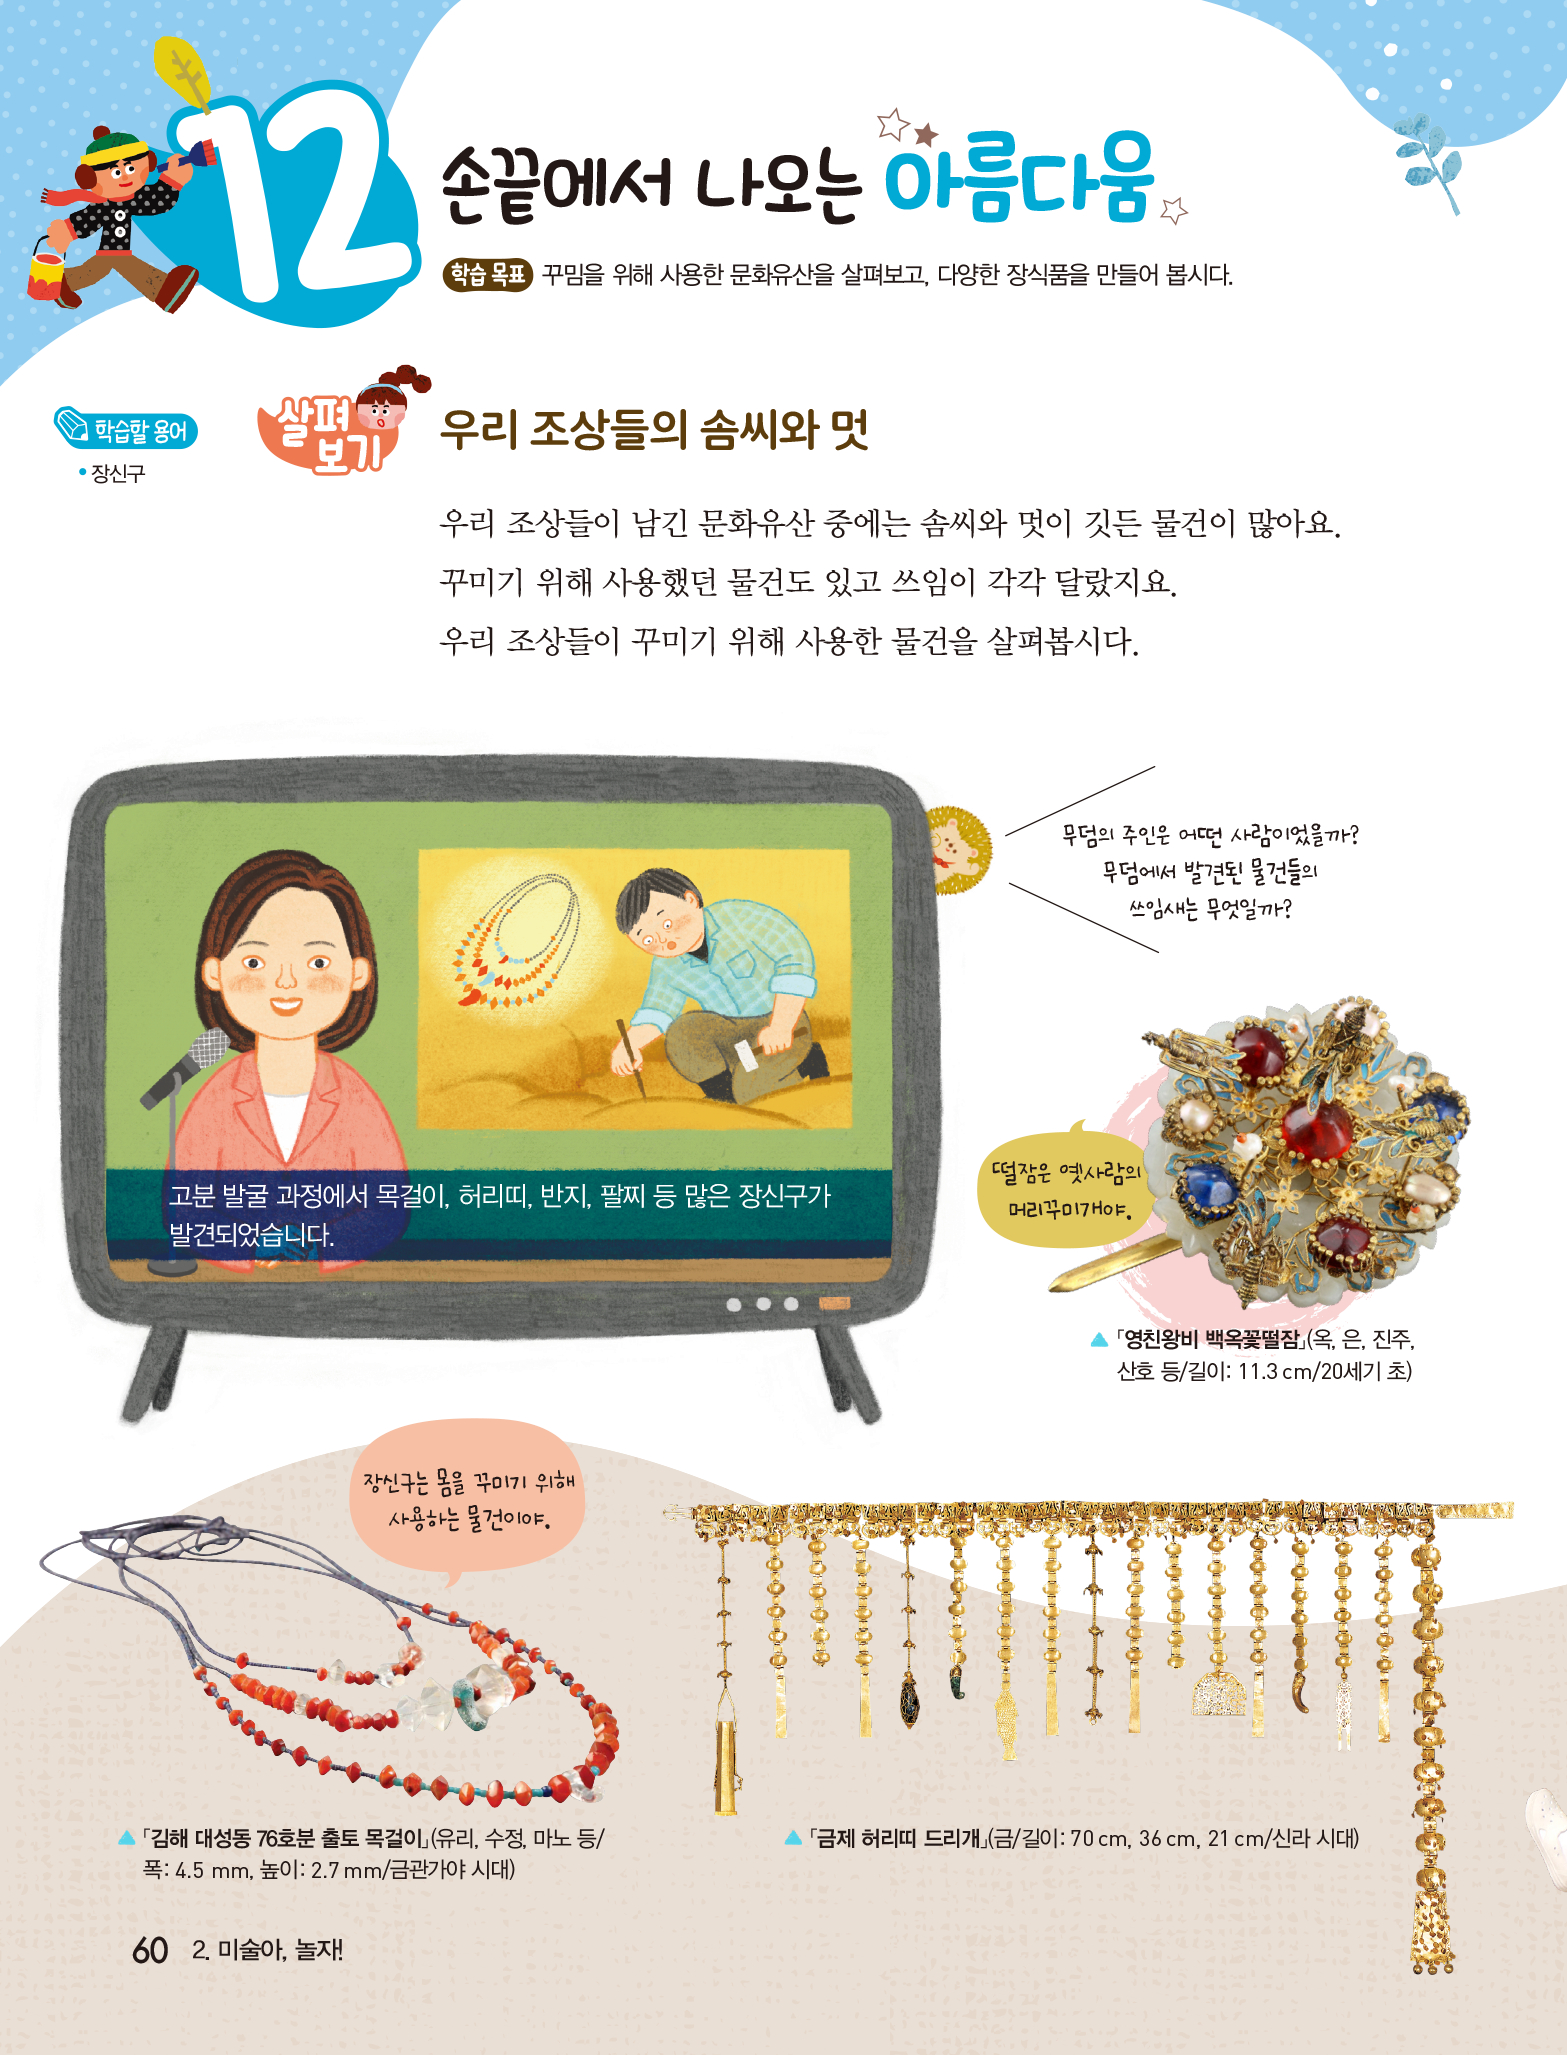 12
손끝에서 나오는 아름다움
학습 목표 꾸밈을 위해 사용한 문화유산을 살펴보고, 다양한 장식품을 만들어 봅시다.
학습할 용어
• 장신구
살펴
보기
우리 조상들의 솜씨와 멋
우리 조상들이 남긴 문화유산 중에는 솜씨와 멋이 깃든 물건이 많아요.
꾸미기 위해 사용했던 물건도 있고 쓰임이 각각 달랐지요.
우리 조상들이 꾸미기 위해 사용한 물건을 살펴봅시다.
무덤의 주인은 어떤 사람이었을까?
무덤에서 발견된 물건들의
쓰임새는 무엇일까?
고분 발굴 과정에서 목걸이, 허리띠, 반지, 팔찌 등 많은 장신구가
발견되었습니다.
떨잠은 옛사람의
머리꾸미개야.
▲ 「영친왕비 백옥꽃떨잠」(옥, 은, 진주,
산호 등/길이: 11.3 cm/20세기 초)
장신구는 몸을 꾸미기 위해
사용하는 물건이야.
▲ 「김해 대성동 76호분 출토 목걸이」(유리, 수정, 마노 등/
폭: 4.5 mm, 높이: 2.7 mm/금관가야 시대)
▲ 「금제 허리띠 드리개」(금/길이: 70 cm, 36 cm, 21 cm/신라 시대)
60 2. 미술아, 놀자!